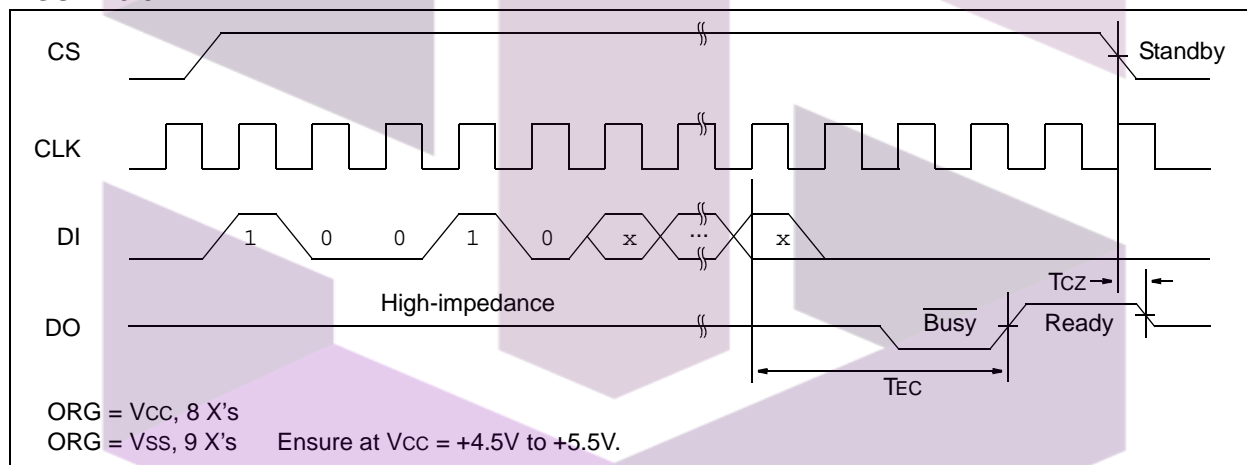 CS
Standby
CLK
DI
1 0 0 1 0 x ... x
TCZ
High-impedance
DO
Busy
Ready
TEC
ORG = VCC, 8 X's
ORG = VSS, 9 X's Ensure at VCC = +4.5V to +5.5V.